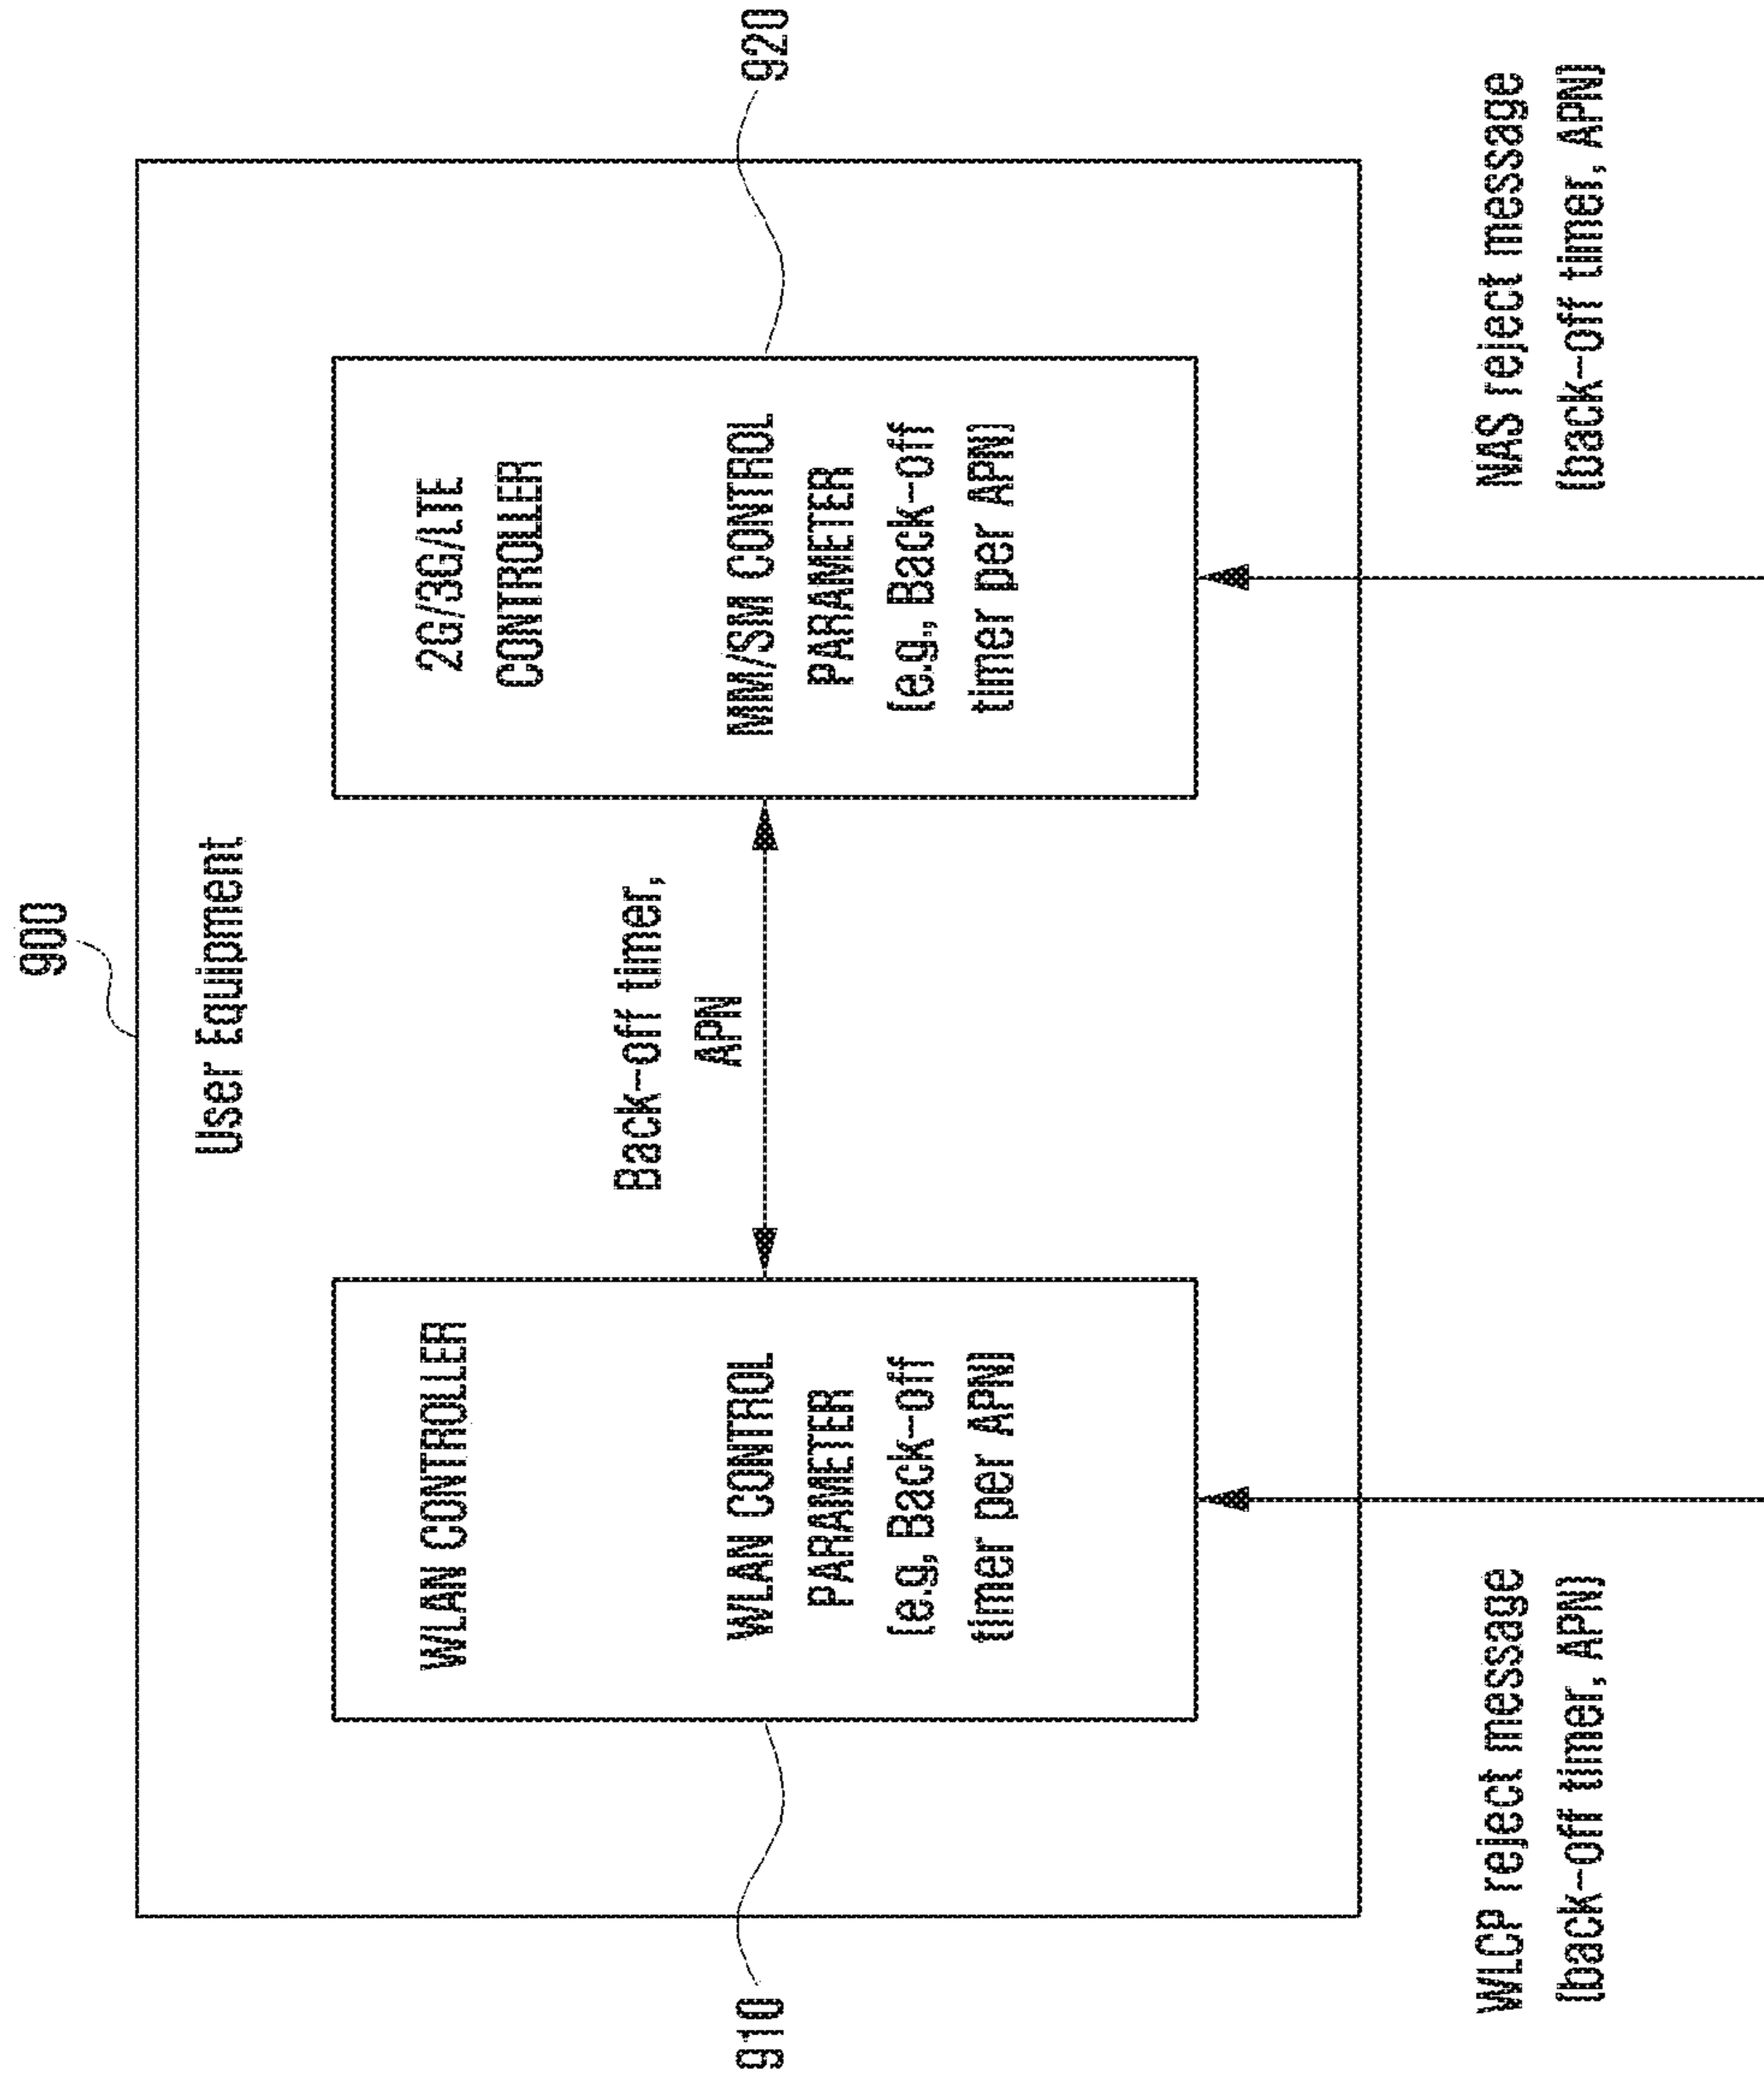 900
User Equipment
WLAN CONTROLLER
WLAN CONTROL
PARAMETER
(e.g, Back-off
timer per APN)
Back-off timer,
APN
2G/3G/LTE
CONTROLLER
MM/SM CONTROL
PARAMETER
(e.g., Back-off
timer per APN)
910
920
WLCP reject message
(back-off timer, APN)
NAS reject message
(back-off timer, APN)